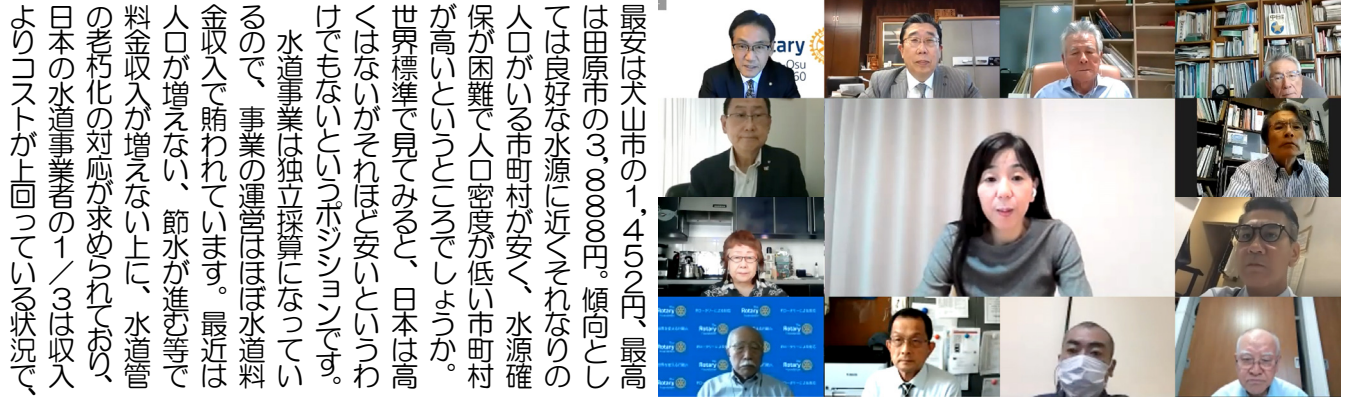 最安は犬山市の1,452円、最高
は田原市の3,888円。傾向とし
ては良好な水源に近くそれなりの
人口がいる市町村が安く、水源確
保が困難で人口密度が低い市町村
が高いというところでしょうか。
世界標準で見てみると、日本は高
くはないがそれほど安いというわ
けでもないというポジションです。
水道事業は独立採算になってい
るので、事業の運営はほぼ水道料
金収入で賄われています。最近は
人口が増えない、節水が進む等で
料金収入が増えない上に、水道管
の老朽化の対応が求められており、
日本の水道事業者の1/3は収入
よりコストが上回っている状況で、
tary
Osu
60
中日新
Rotary
Rotary
Rotary
Rotary